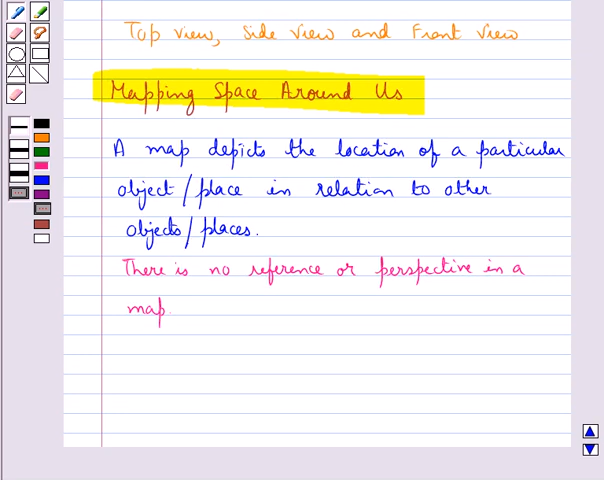 Top view, Side view and Front view
Mapping Space Around Us
A map depicts the location of a particular
object/place in relation to other
objects/places.
There is no reference or perspective in a
map.